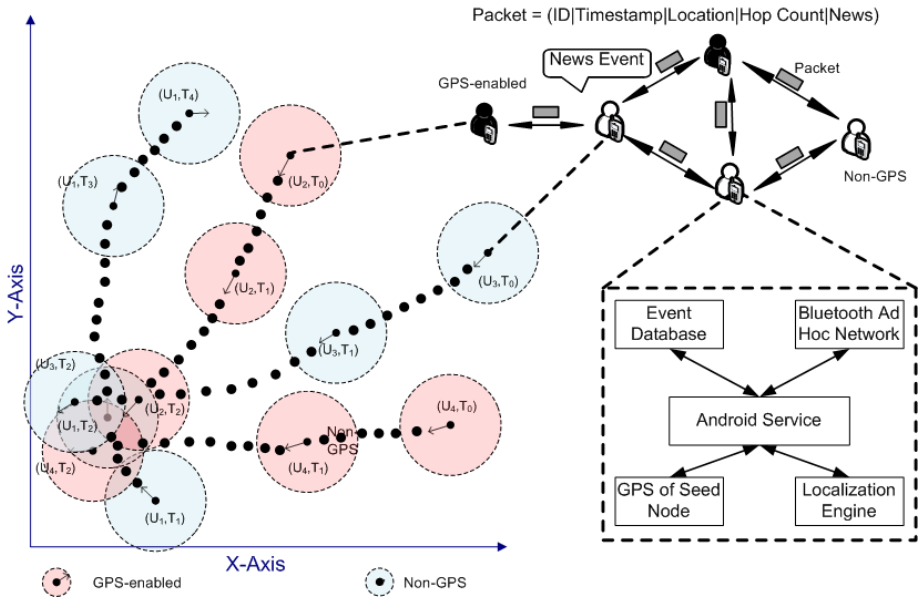 Packet = (ID|Timestamp|Location|Hop Count|News)
News Event
GPS-enabled
Packet
Non-GPS
(U1,T4)
(U1,T3)
(U2,T0)
(U2,T1)
(U3,T0)
(U3,T1)
(U3,T2)
(U2,T2)
(U1,T2)
(U4,T0)
Non-
GPS
(U4,T1)
(U4,T2)
(U1,T1)
Y-Axis
X-Axis
GPS-enabled
Non-GPS
Event
Database
Bluetooth Ad
Hoc Network
Android Service
GPS of Seed
Node
Localization
Engine